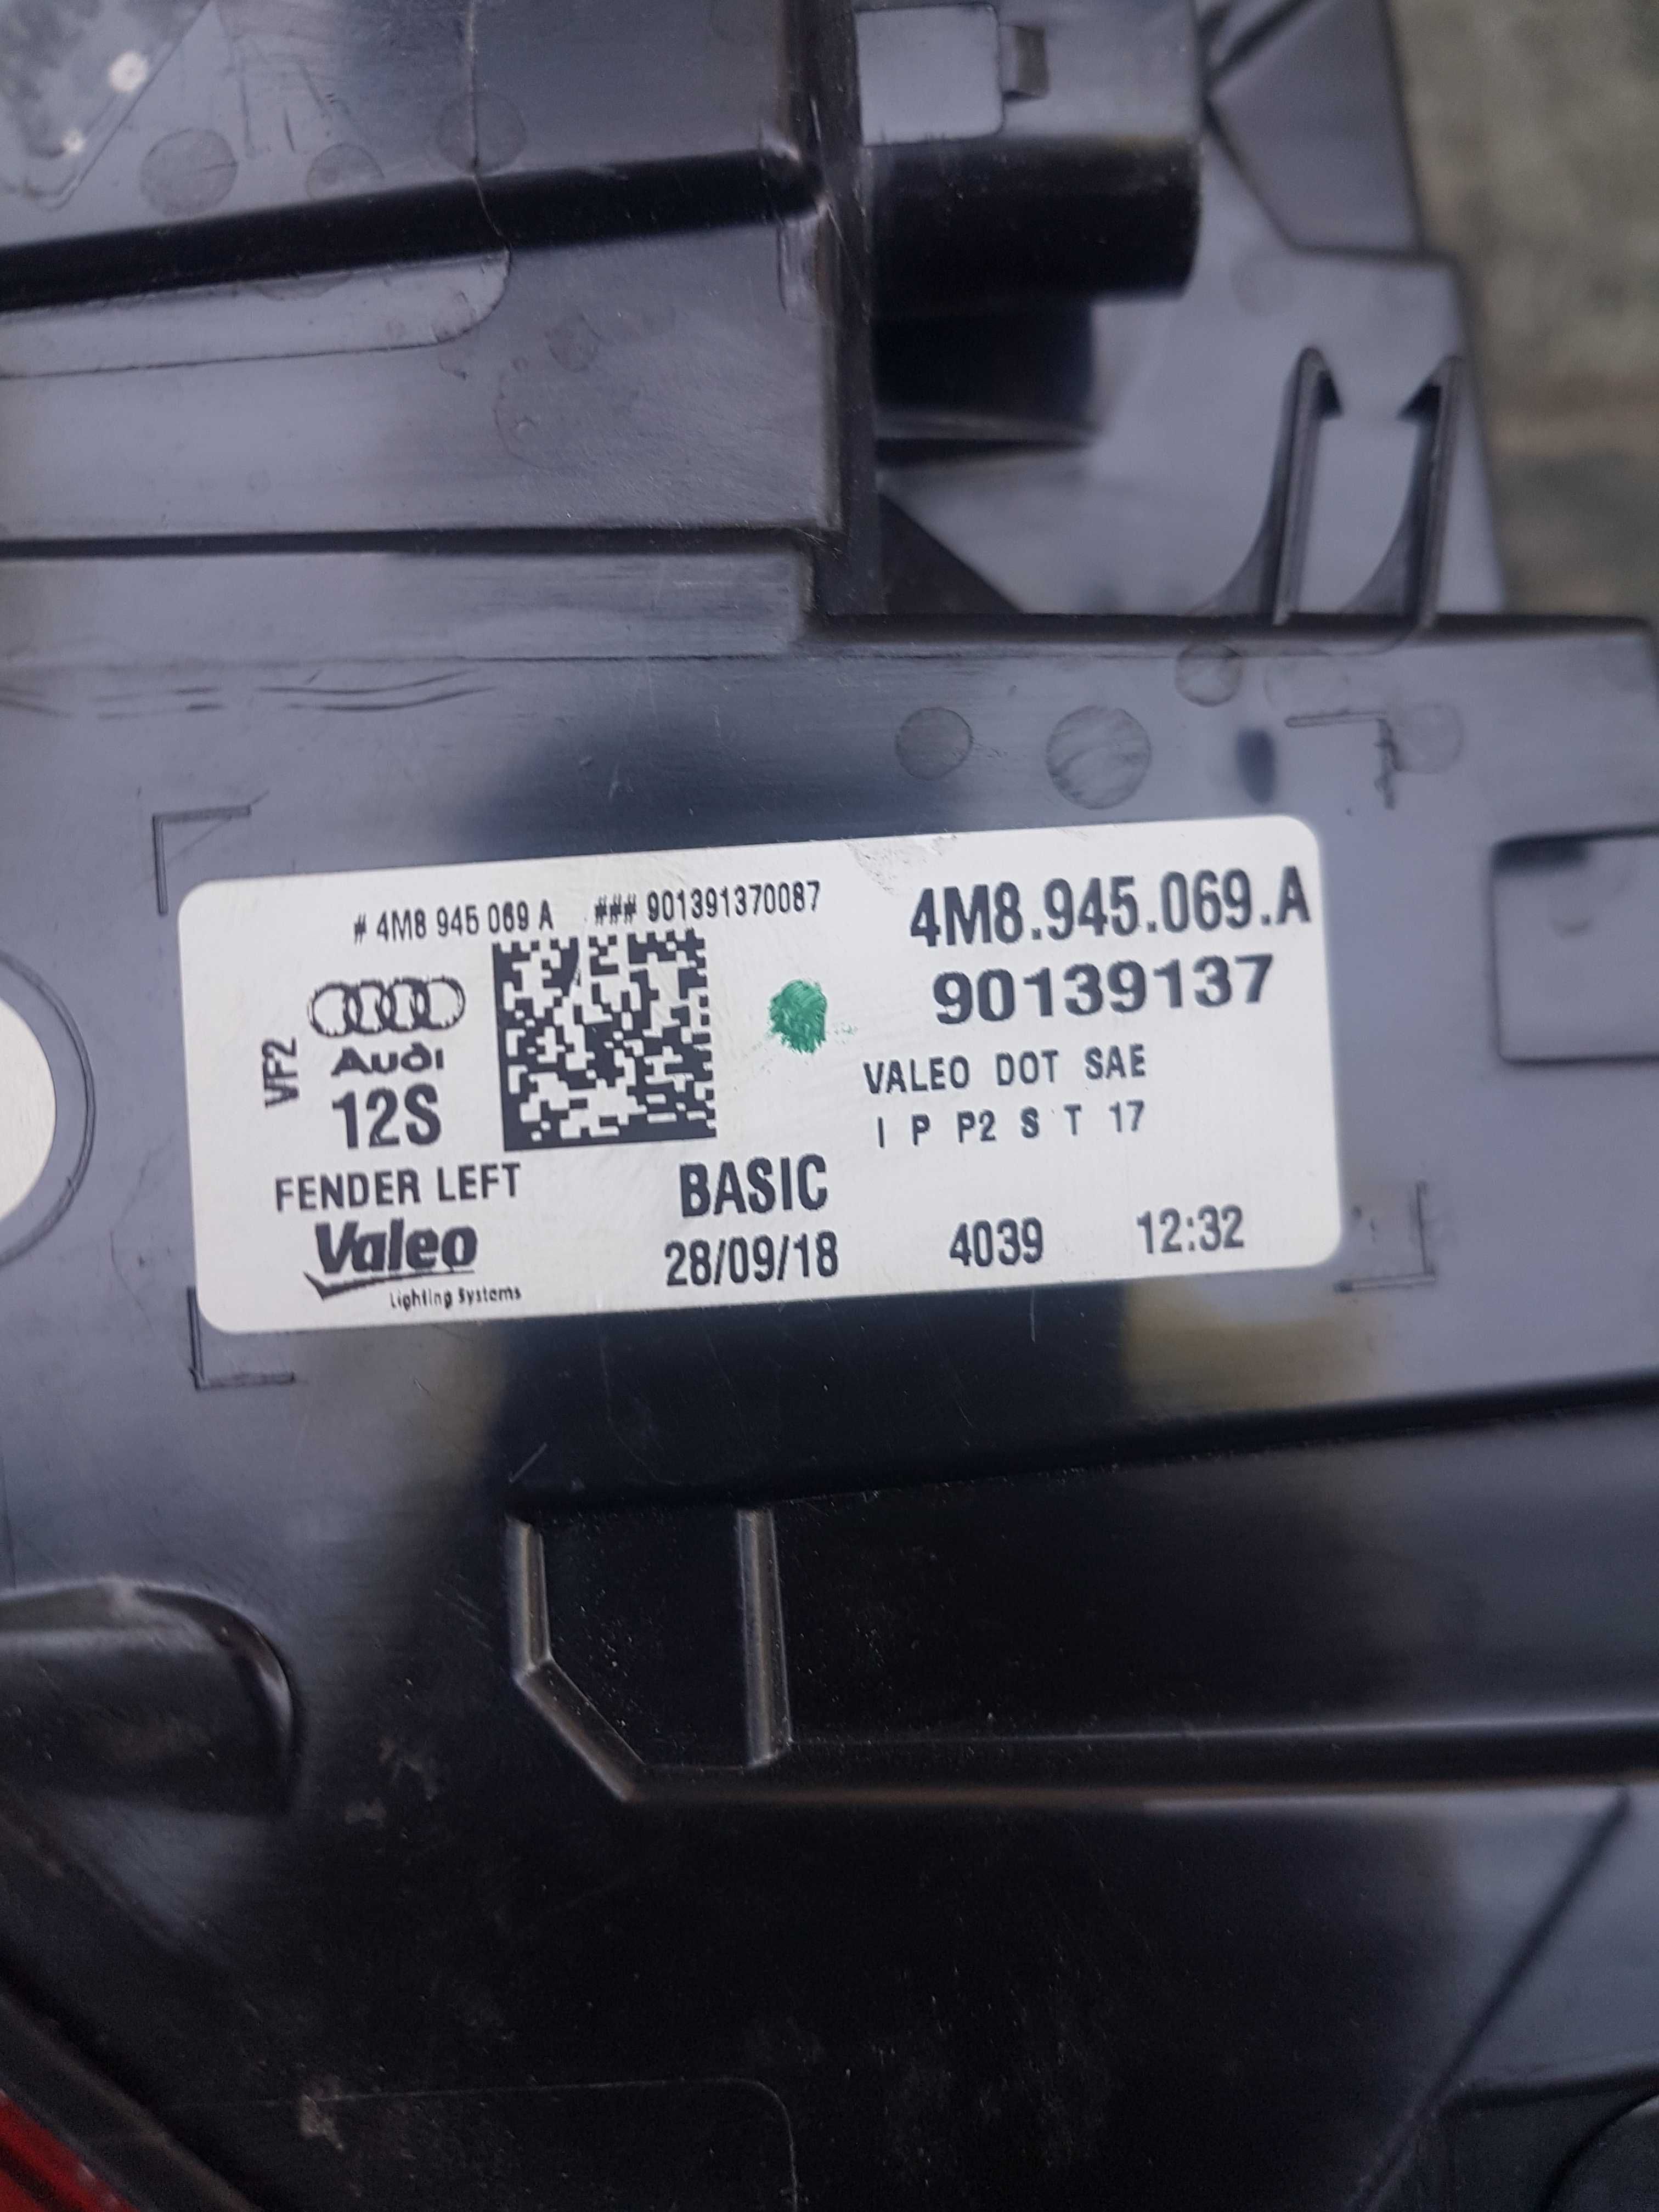 # 4M8 945 069 A ### 901391370087
4M8.945.069.A
90139137
VF2
Audi
12S
VALEO DOT SAE
I P P2 S T 17
FENDER LEFT
BASIC
Valeo
Lighting Systems
28/09/18 4039 12:32